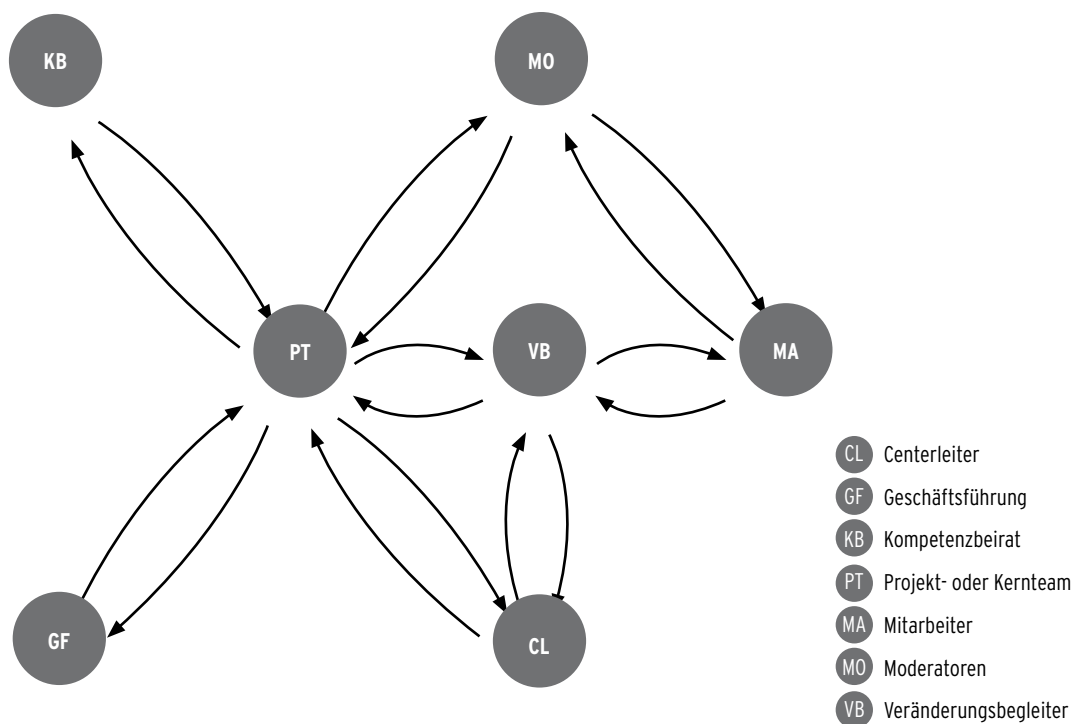 KB
MO
PT
VB
MA
GF
CL
CL Centerleiter
GF Geschäftsführung
KB Kompetenzbeirat
PT Projekt- oder Kernteam
MA Mitarbeiter
MO Moderatoren
VB Veränderungsbegleiter